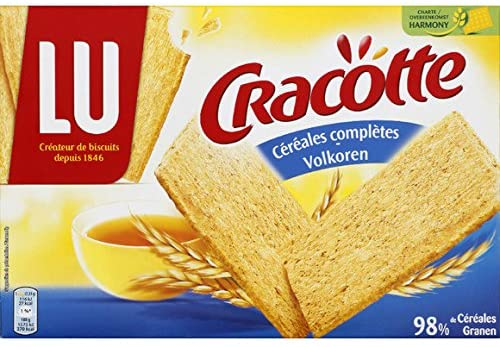 CHARTE /
OVEREENKOMST
HARMONY
LU
Créateur de biscuits
depuis 1846
CRacotte
Céréales complètes
- Volkoren -
98% de Céréales
Granen